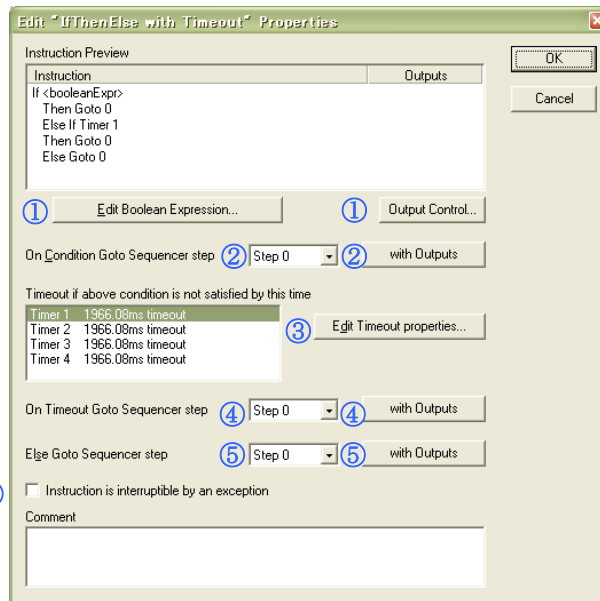 Edit "IfThenElse with Timeout" Properties
Instruction Preview
OK
Instruction Outputs
If <booleanExpr>
Then Goto 0
Else If Timer 1
Then Goto 0
Else Goto 0
Cancel
① Edit Boolean Expression... ① Output Control...
On Condition Goto Sequencer step ② Step 0 ② with Outputs
Timeout if above condition is not satisfied by this time
Timer 1 1966.08ms timeout
Timer 2 1966.08ms timeout
Timer 3 1966.08ms timeout
Timer 4 1966.08ms timeout
③ Edit Timeout properties...
On Timeout Goto Sequencer step ④ Step 0 ④ with Outputs
Else Goto Sequencer step ⑤ Step 0 ⑤ with Outputs
Instruction is interruptible by an exception
Comment